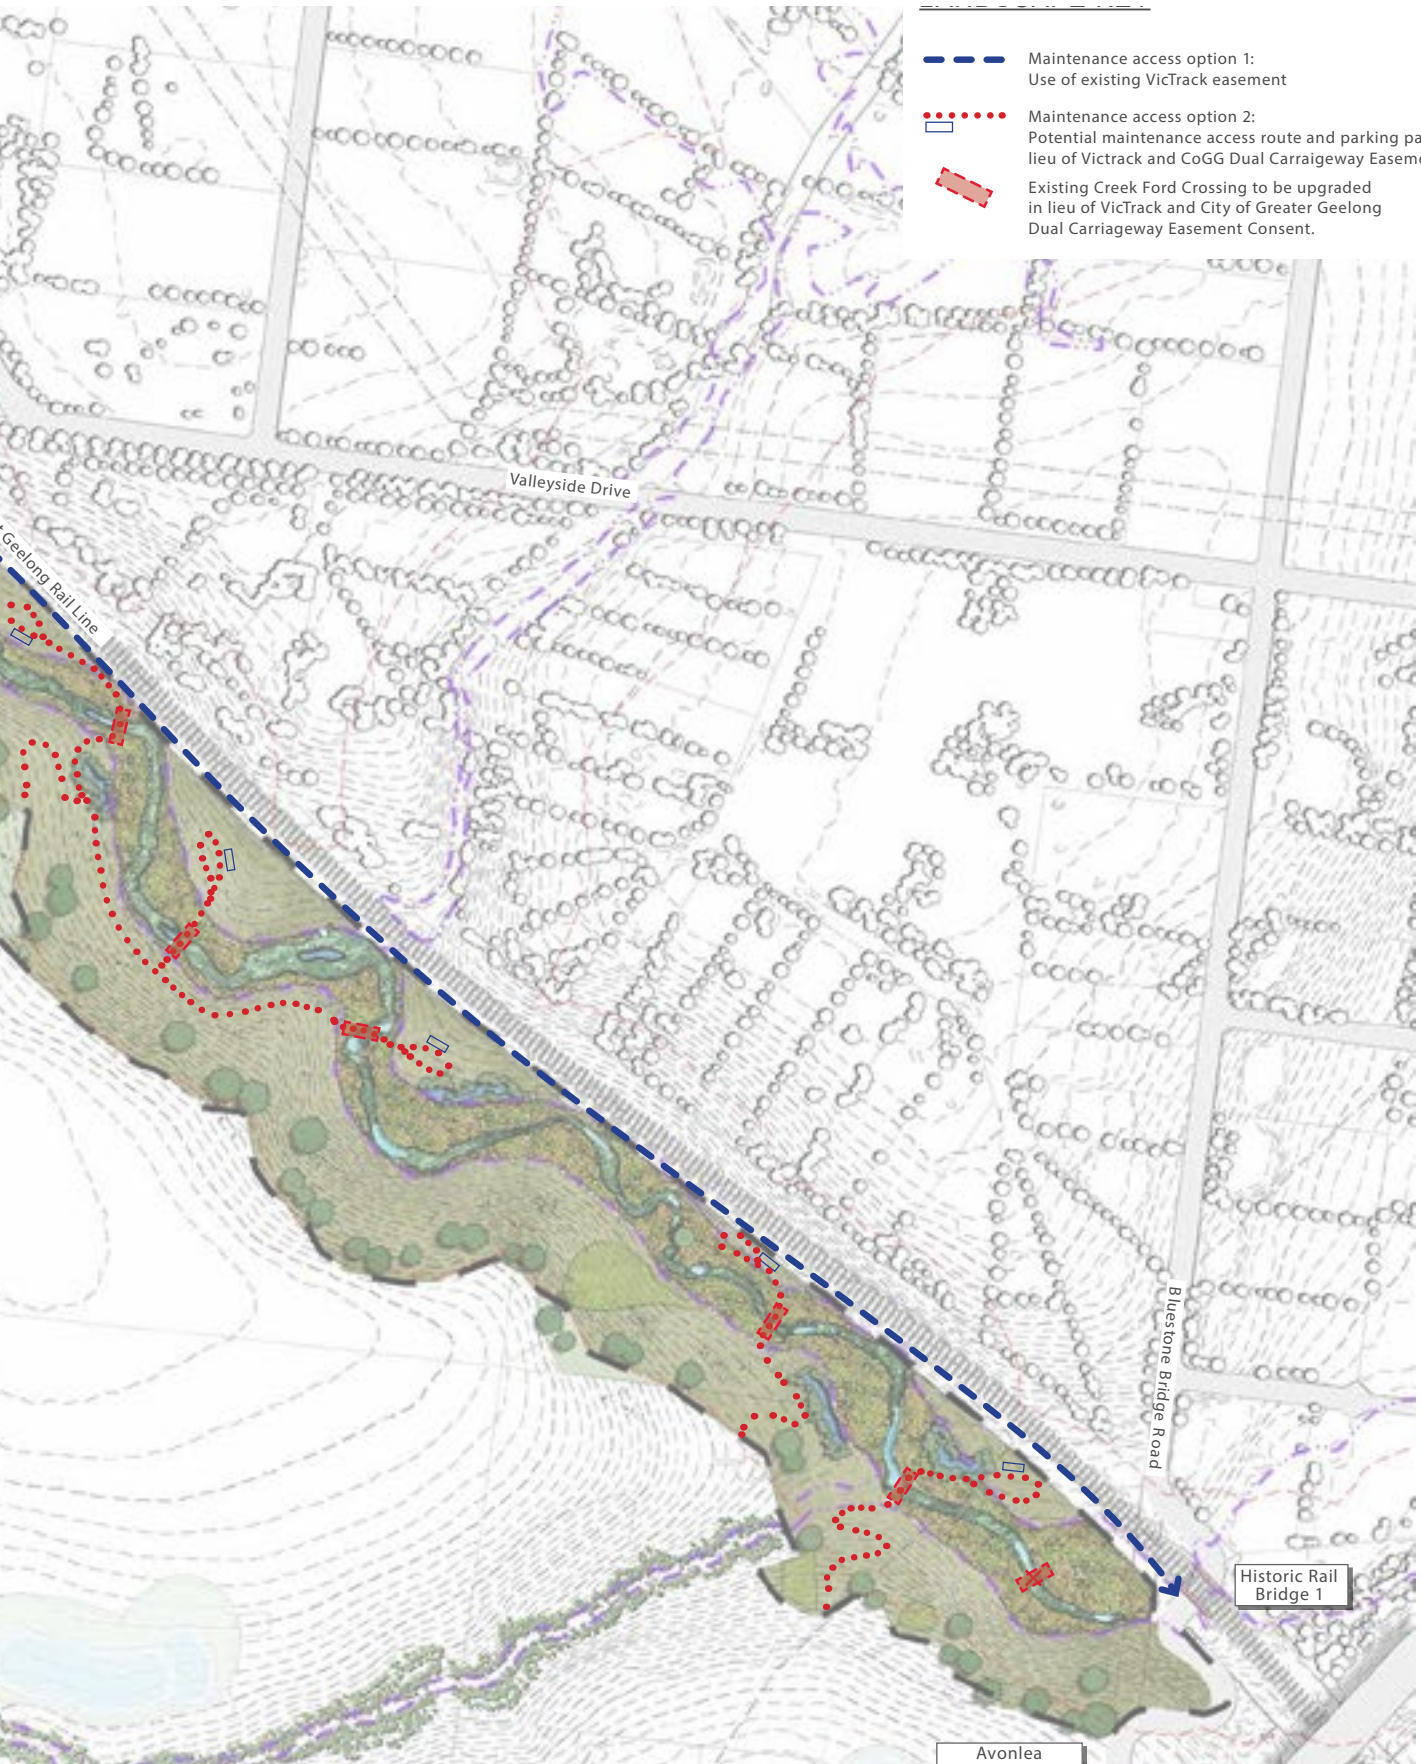 Maintenance access option 1:
Use of existing VicTrack easement
Maintenance access option 2:
Potential maintenance access route and parking pa
lieu of Victrack and CoGG Dual Carraigeway Easeme
Existing Creek Ford Crossing to be upgraded
in lieu of VicTrack and City of Greater Geelong
Dual Carriageway Easement Consent.
Valleyside Drive
Geelong Rail Line
Bluestone Bridge Road
Historic Rail
Bridge 1
Avonlea